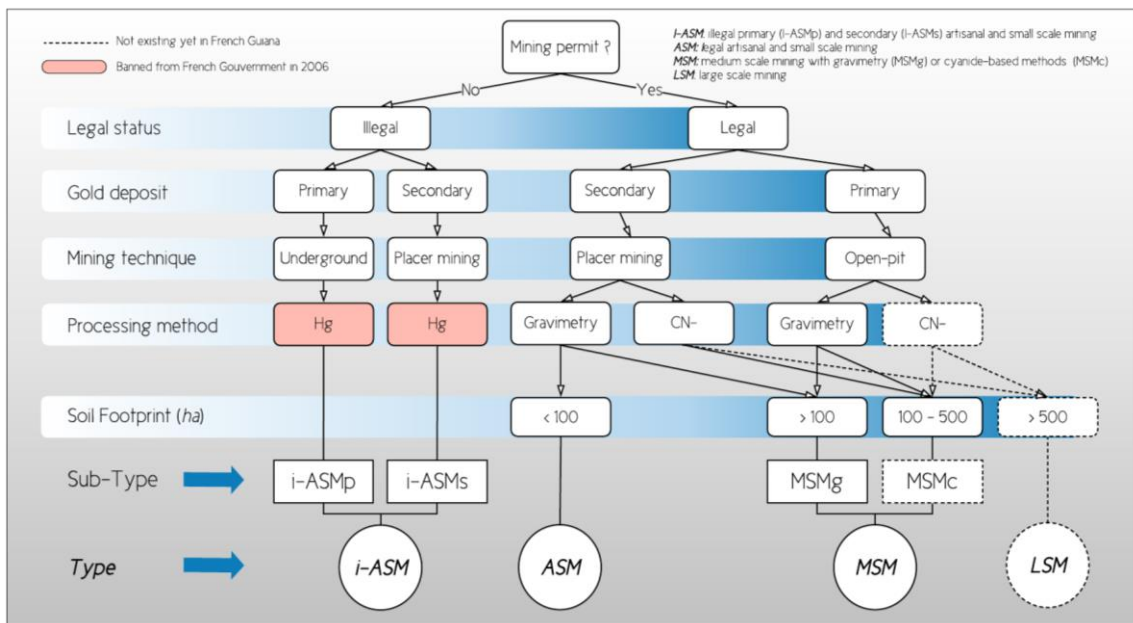 Not existing yet in French Guiana
Banned from French Gouvernment in 2006
Mining permit ?
I-ASM: illegal primary (i-ASMp) and secondary (i-ASMs) artisanal and small scale mining
ASM: legal artisanal and small scale mining
MSM: medium scale mining with gravimetry (MSMg) or cyanide-based methods (MSMc)
LSM: large scale mining
No Yes
Legal status Illegal Legal
Gold deposit Primary Secondary Secondary Primary
Mining technique Underground Placer mining Placer mining Open-pit
Processing method Hg Hg Gravimetry CN- Gravimetry CN-
Soil Footprint (ha) < 100 > 100 100 - 500 > 500
Sub-Type i-ASMp i-ASMs MSMg MSMc
Type i-ASM ASM MSM LSM